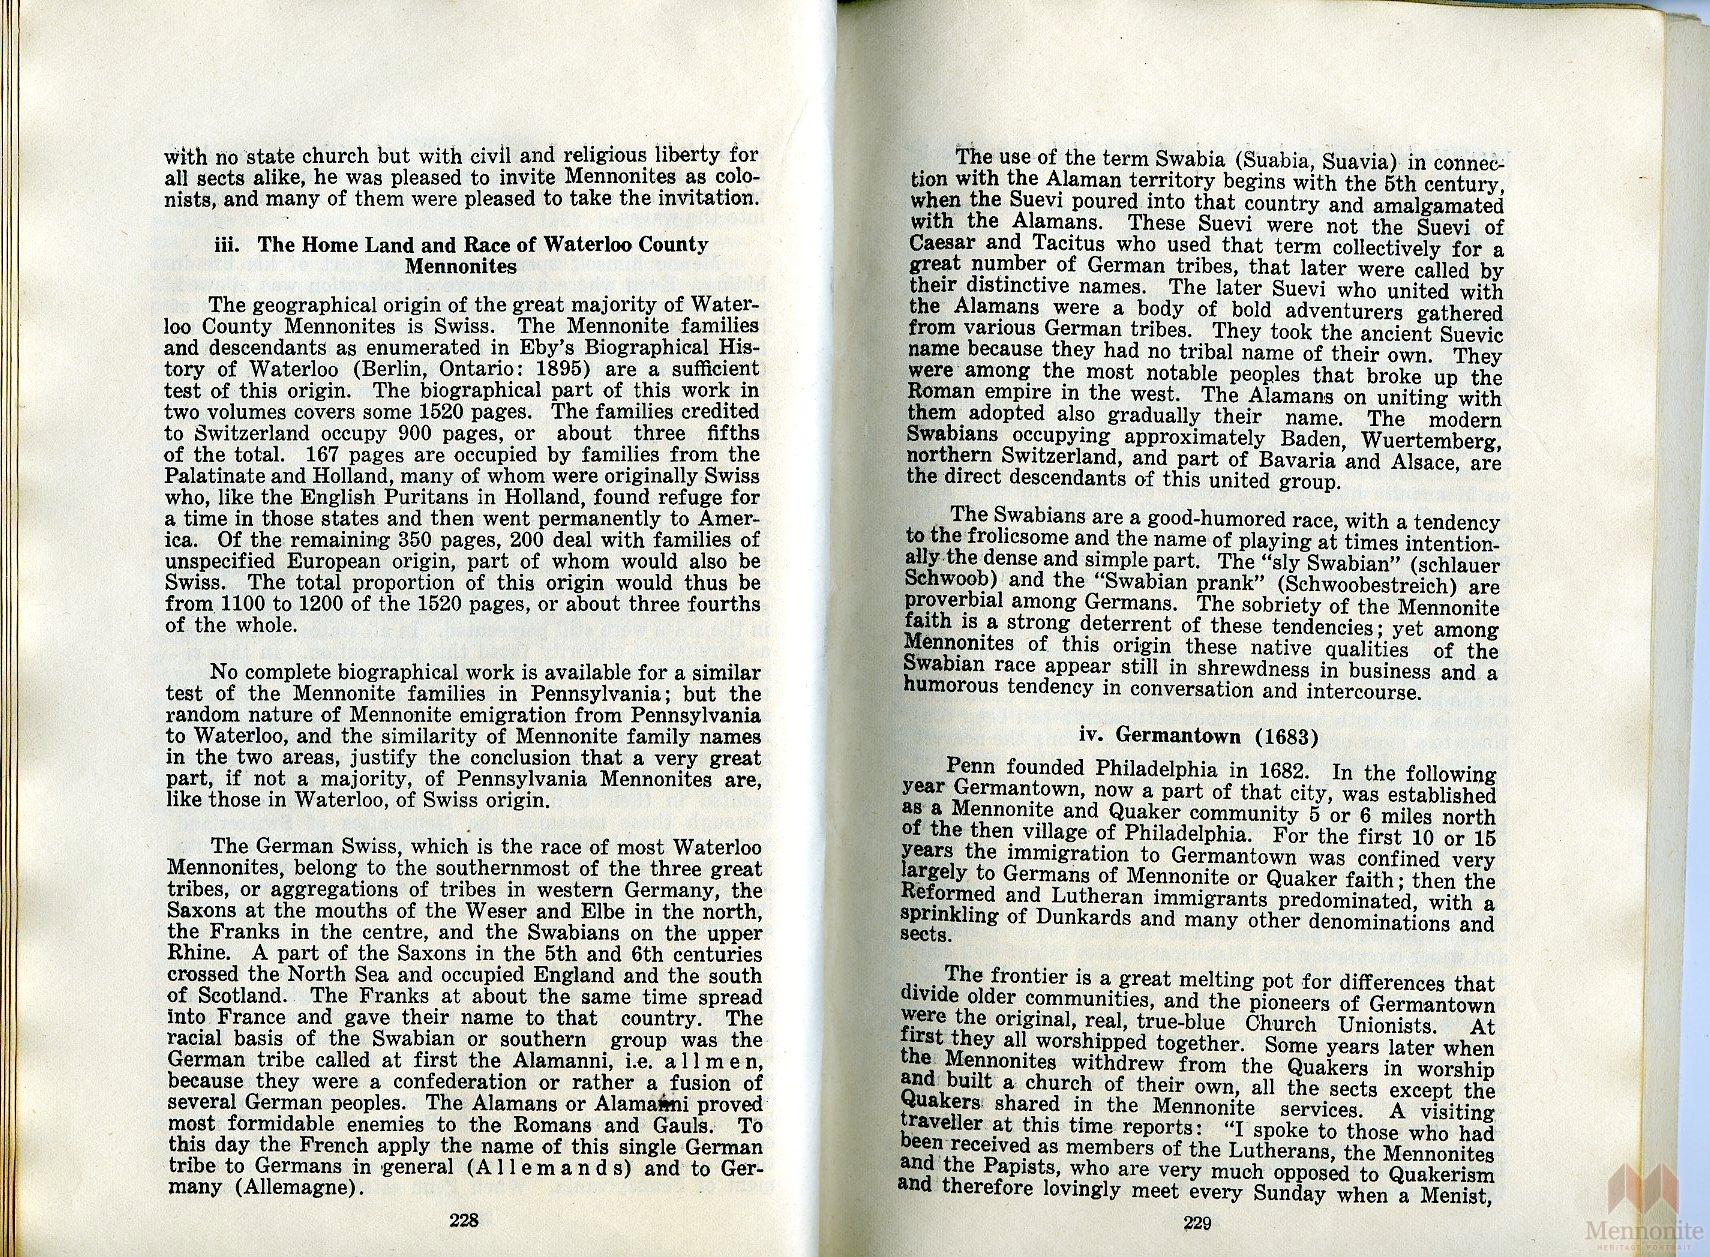 with no state church but with civil and religious liberty for
all sects alike, he was pleased to invite Mennonites as colo-
nists, and many of them were pleased to take the invitation.
iii. The Home Land and Race of Waterloo County
Mennonites
The geographical origin of the great majority of Water-
loo County Mennonites is Swiss. The Mennonite families
and descendants as enumerated in Eby's Biographical His-
tory of Waterloo (Berlin, Ontario: 1895) are a sufficient
test of this origin. The biographical part of this work in
two volumes covers some 1520 pages. The families credited
to Switzerland occupy 900 pages, or about three fifths
of the total. 167 pages are occupied by families from the
Palatinate and Holland, many of whom were originally Swiss
who, like the English Puritans in Holland, found refuge for
a time in those states and then went permanently to Amer-
ica. Of the remaining 350 pages, 200 deal with families of
unspecified European origin, part of whom would also be
Swiss. The total proportion of this origin would thus be
from 1100 to 1200 of the 1520 pages, or about three fourths
of the whole.
No complete biographical work is available for a similar
test of the Mennonite families in Pennsylvania; but the
random nature of Mennonite emigration from Pennsylvania
to Waterloo, and the similarity of Mennonite family names
in the two areas, justify the conclusion that a very great
part, if not a majority, of Pennsylvania Mennonites are,
like those in Waterloo, of Swiss origin.
The German Swiss, which is the race of most Waterloo
Mennonites, belong to the southernmost of the three great
tribes, or aggregations of tribes in western Germany, the
Saxons at the mouths of the Weser and Elbe in the north,
the Franks in the centre, and the Swabians on the upper
Rhine. A part of the Saxons in the 5th and 6th centuries
crossed the North Sea and occupied England and the south
of Scotland. The Franks at about the same time spread
into France and gave their name to that country. The
racial basis of the Swabian or southern group was the
German tribe called at first the Alamanni, i.e. all men,
because they were a confederation or rather a fusion of
several German peoples. The Alamans or Alamanni proved
most formidable enemies to the Romans and Gauls. To
this day the French apply the name of this single German
tribe to Germans in general (Allemands) and to Ger-
many (Allemagne).
228
The use of the term Swabia (Suabia, Suavia) in connec-
tion with the Alaman territory begins with the 5th century,
when the Suevi poured into that country and amalgamated
with the Alamans. These Suevi were not the Suevi of
Caesar and Tacitus who used that term collectively for a
great number of German tribes, that later were called by
their distinctive names. The later Suevi who united with
the Alamans were a body of bold adventurers gathered
from various German tribes. They took the ancient Suevic
name because they had no tribal name of their own. They
were among the most notable peoples that broke up the
Roman empire in the west. The Alamans on uniting with
them adopted also gradually their name. The modern
Swabians occupying approximately Baden, Wuertemberg,
northern Switzerland, and part of Bavaria and Alsace, are
the direct descendants of this united group.
The Swabians are a good-humored race, with a tendency
to the frolicsome and the name of playing at times intention-
ally the dense and simple part. The "sly Swabian" (schlauer
Schwoob) and the "Swabian prank" (Schwoobestreich) are
proverbial among Germans. The sobriety of the Mennonite
faith is a strong deterrent of these tendencies; yet among
Mennonites of this origin these native qualities of the
Swabian race appear still in shrewdness in business and a
humorous tendency in conversation and intercourse.
iv. Germantown (1683)
Penn founded Philadelphia in 1682. In the following
year Germantown, now a part of that city, was established
as a Mennonite and Quaker community 5 or 6 miles north
of the then village of Philadelphia. For the first 10 or 15
years the immigration to Germantown was confined very
largely to Germans of Mennonite or Quaker faith; then the
Reformed and Lutheran immigrants predominated, with a
sprinkling of Dunkards and many other denominations and
sects.
The frontier is a great melting pot for differences that
divide older communities, and the pioneers of Germantown
were the original, real, true-blue Church Unionists. At
first they all worshipped together. Some years later when
the Mennonites withdrew from the Quakers in worship
and built a church of their own, all the sects except the
Quakers shared in the Mennonite services. A visiting
traveller at this time reports: "I spoke to those who had
been received as members of the Lutherans, the Mennonites
and the Papists, who are very much opposed to Quakerism
and therefore lovingly meet every Sunday when a Menist,
229
Mennonite
HERITAGE PORTRAIT